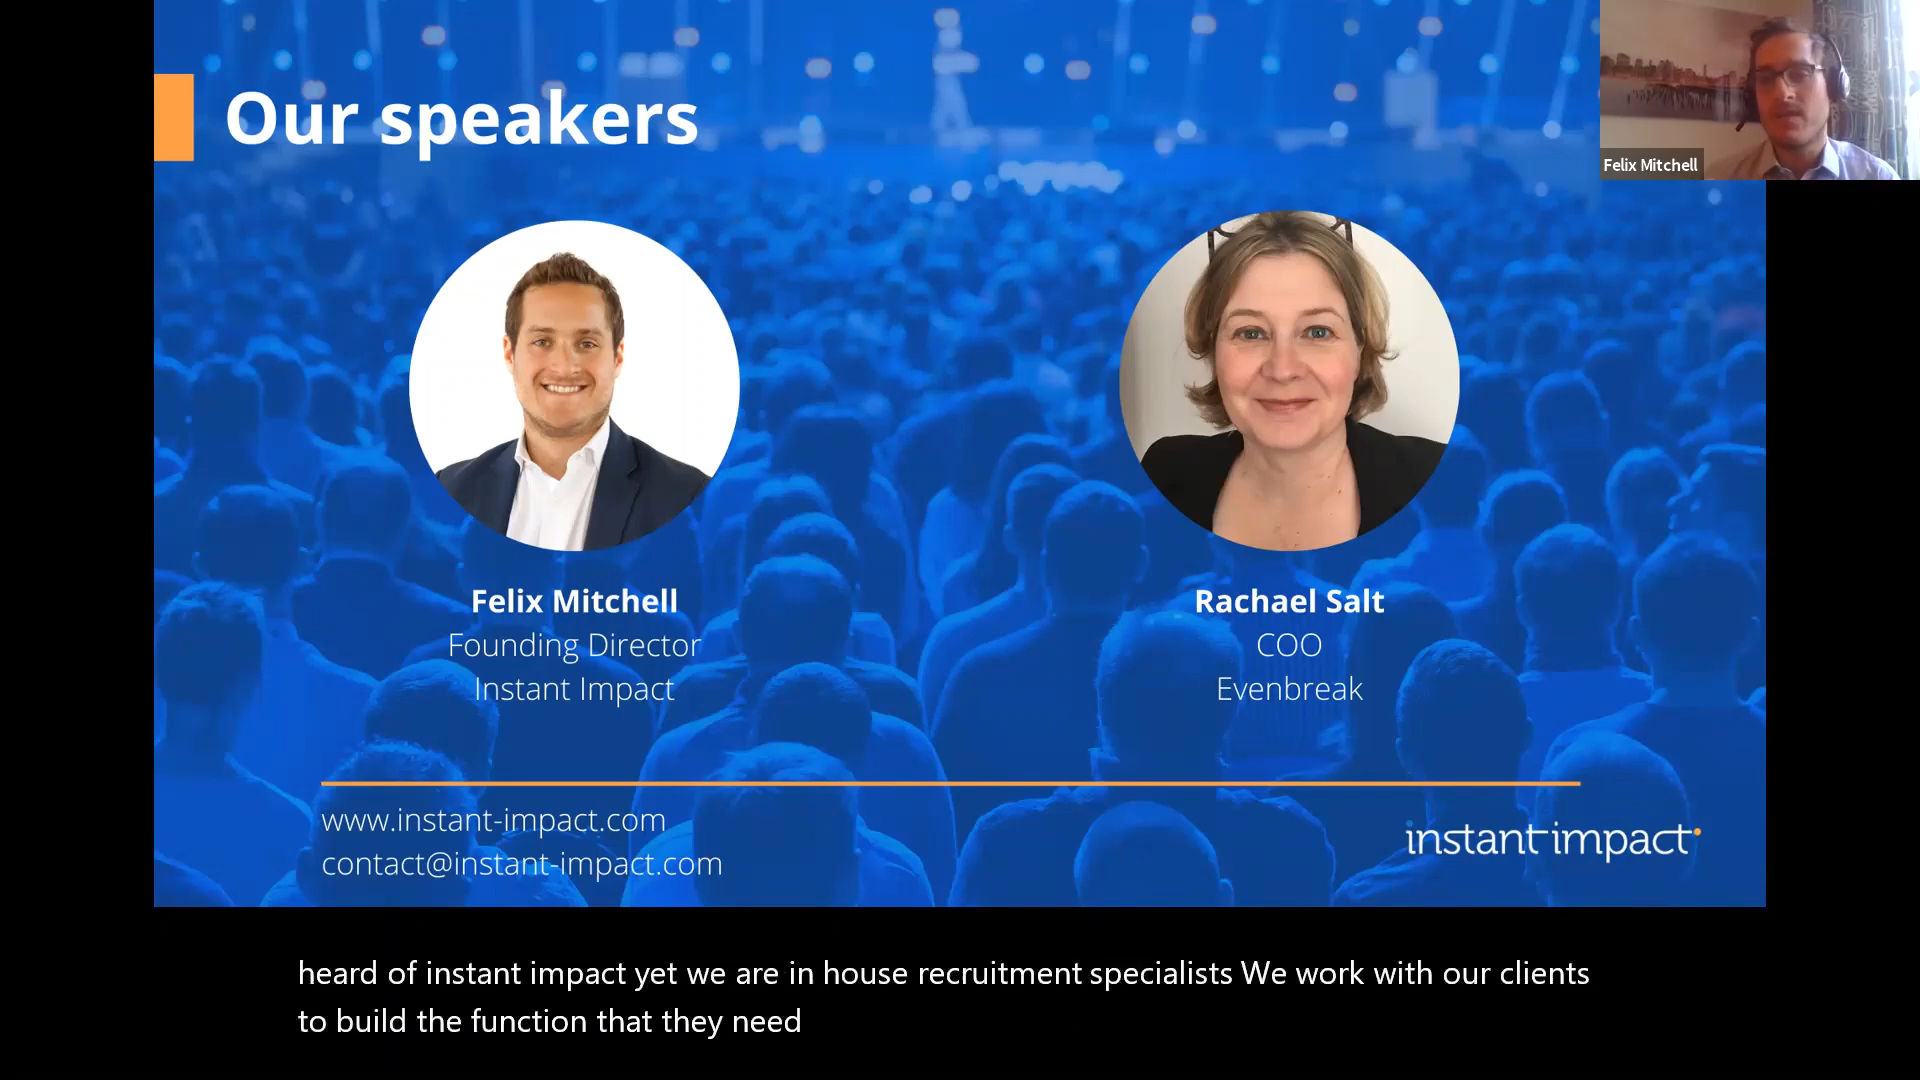 Our speakers
Felix Mitchell
Felix Mitchell
Founding Director
Instant Impact
Rachael Salt
COO
Evenbreak
www.instant-impact.com
contact@instant-impact.com
instant impact
heard of instant impact yet we are in house recruitment specialists We work with our clients
to build the function that they need